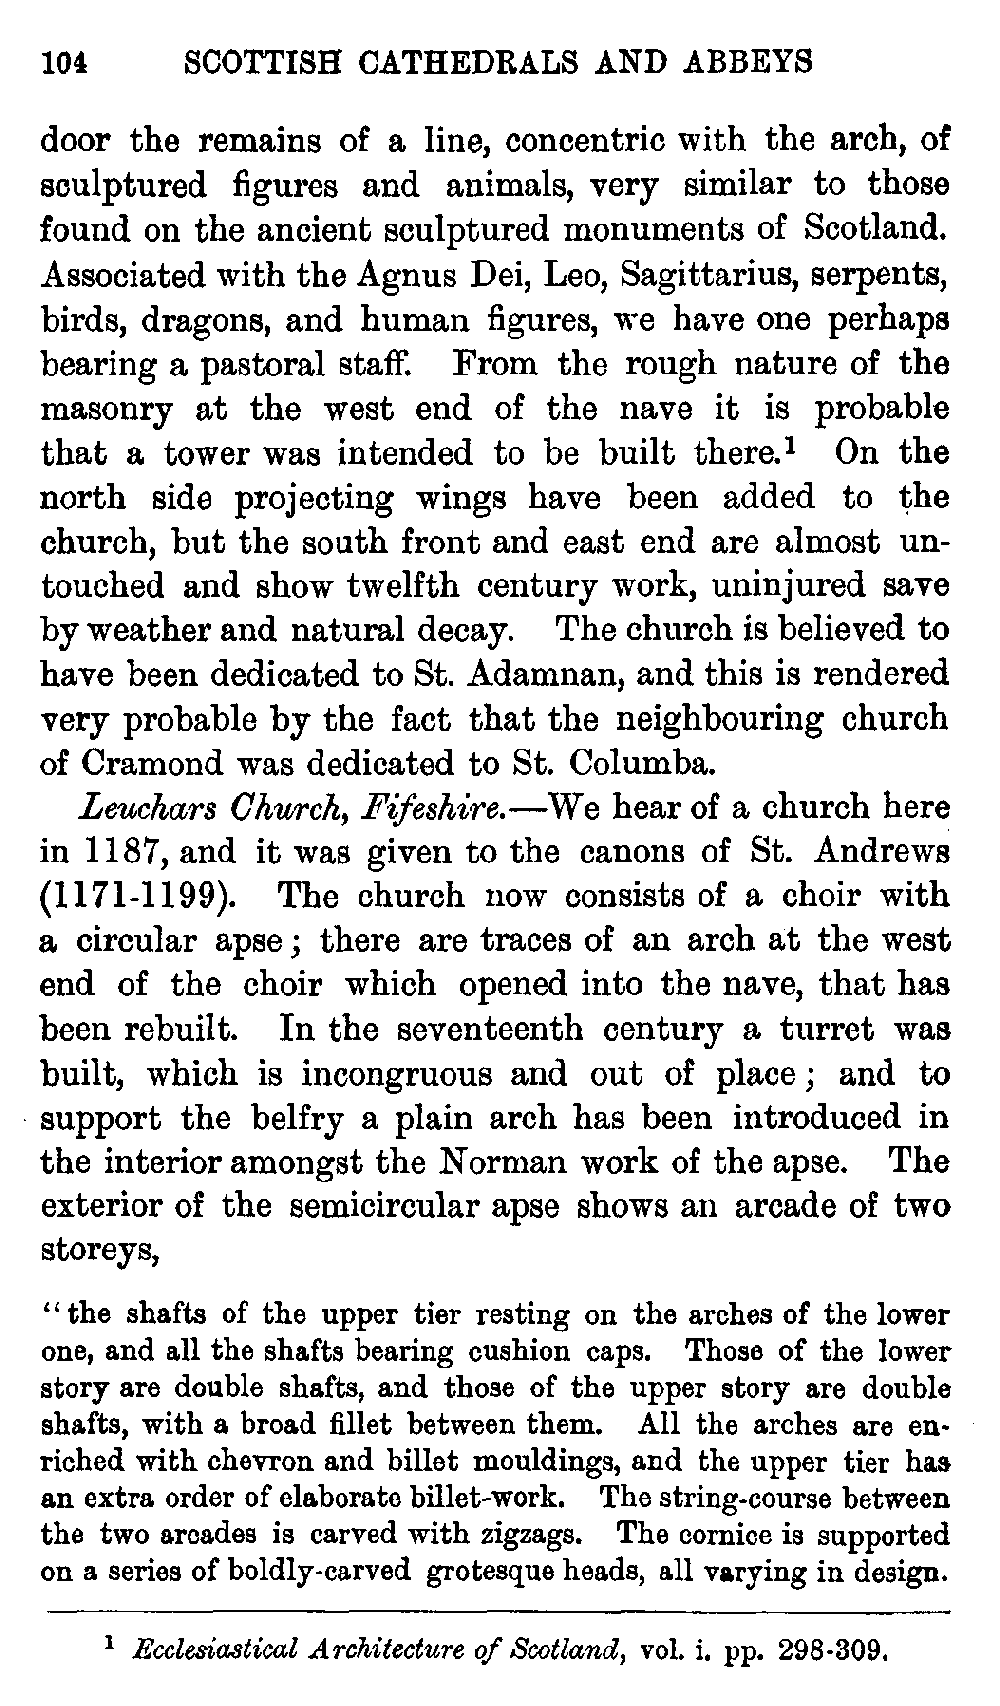 104 SCOTTISH CATHEDRALS AND ABBEYS
door the remains of a line, concentric with the arch, of
sculptured figures and animals, very similar to those
found on the ancient sculptured monuments of Scotland.
Associated with the Agnus Dei, Leo, Sagittarius, serpents,
birds, dragons, and human figures, we have one perhaps
bearing a pastoral staff. From the rough nature of the
masonry at the west end of the nave it is probable
that a tower was intended to be built there.¹ On the
north side projecting wings have been added to the
church, but the south front and east end are almost un-
touched and show twelfth century work, uninjured save
by weather and natural decay. The church is believed to
have been dedicated to St. Adamnan, and this is rendered
very probable by the fact that the neighbouring church
of Cramond was dedicated to St. Columba.
Leuchars Church, Fifeshire.—We hear of a church here
in 1187, and it was given to the canons of St. Andrews
(1171-1199). The church now consists of a choir with
a circular apse; there are traces of an arch at the west
end of the choir which opened into the nave, that has
been rebuilt. In the seventeenth century a turret was
built, which is incongruous and out of place; and to
support the belfry a plain arch has been introduced in
the interior amongst the Norman work of the apse. The
exterior of the semicircular apse shows an arcade of two
storeys,
"the shafts of the upper tier resting on the arches of the lower
one, and all the shafts bearing cushion caps. Those of the lower
story are double shafts, and those of the upper story are double
shafts, with a broad fillet between them. All the arches are en-
riched with chevron and billet mouldings, and the upper tier has
an extra order of elaborate billet-work. The string-course between
the two arcades is carved with zigzags. The cornice is supported
on a series of boldly-carved grotesque heads, all varying in design.
¹ Ecclesiastical Architecture of Scotland, vol. i. pp. 298-309.